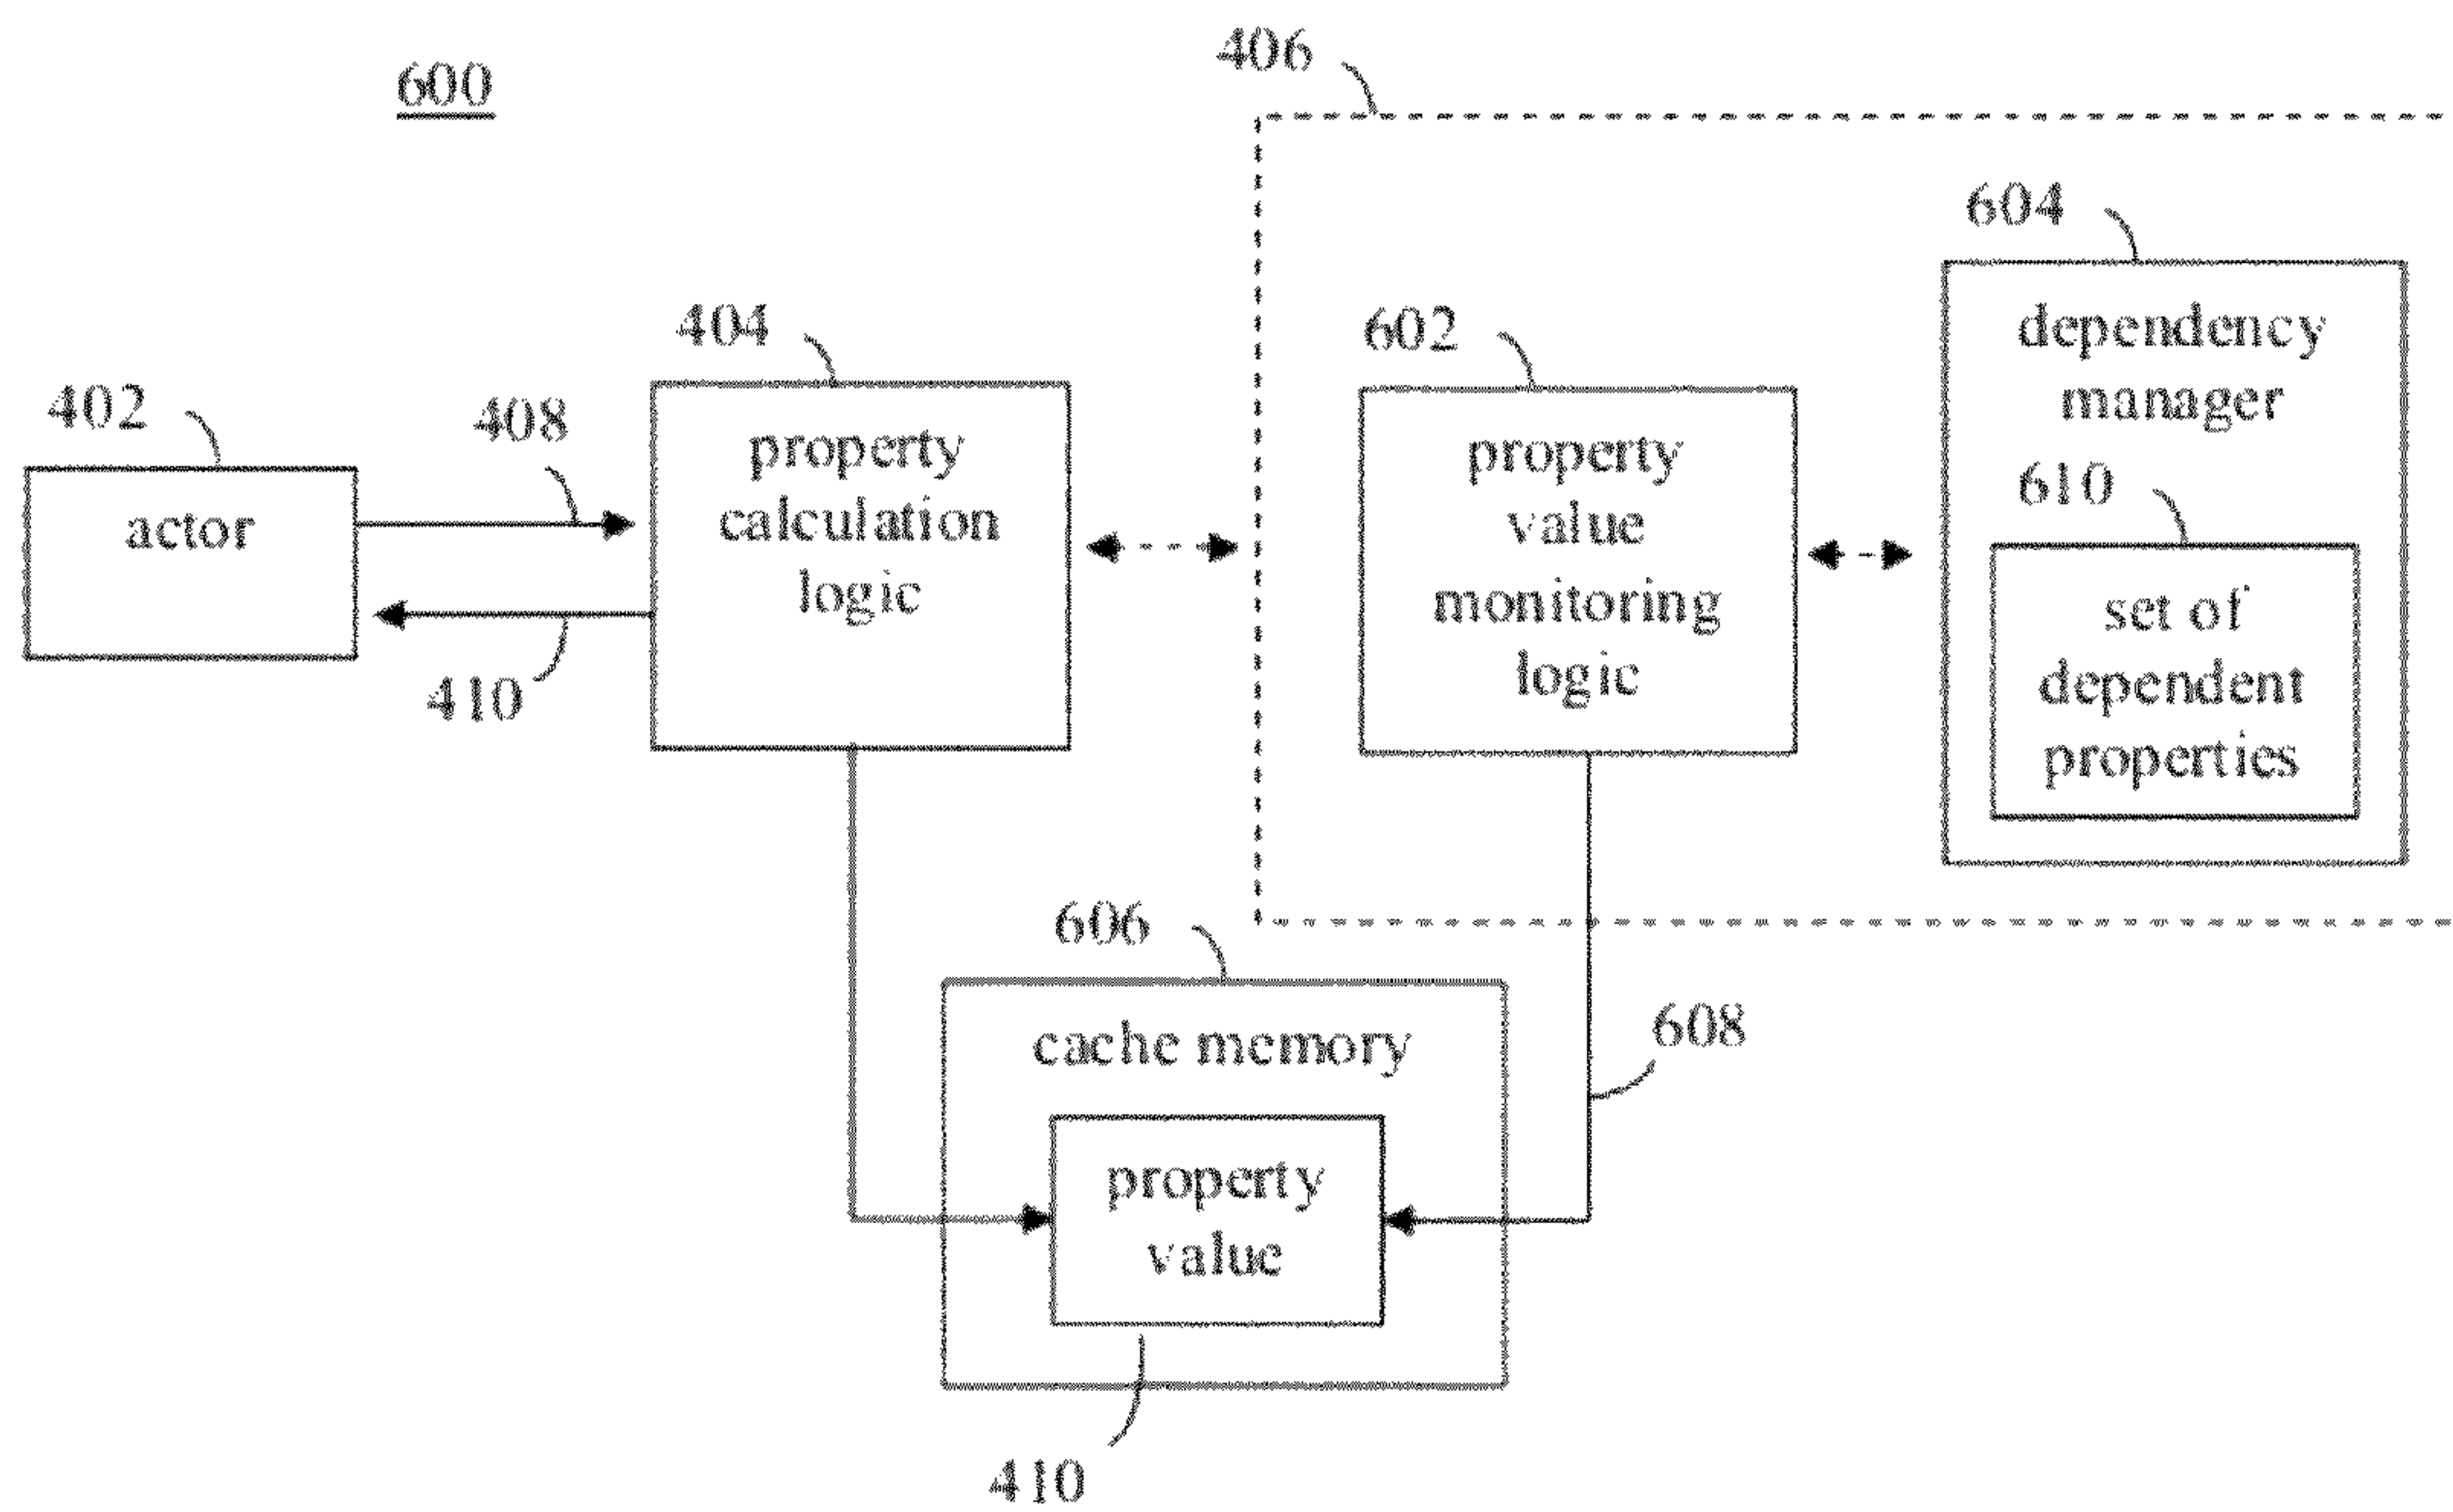 600
406
604
dependency
manager
610
set of
dependent
properties
602
property
value
monitoring
logic
404
property
calculation
logic
402
actor
408
410
606
cache memory
property
value
608
410